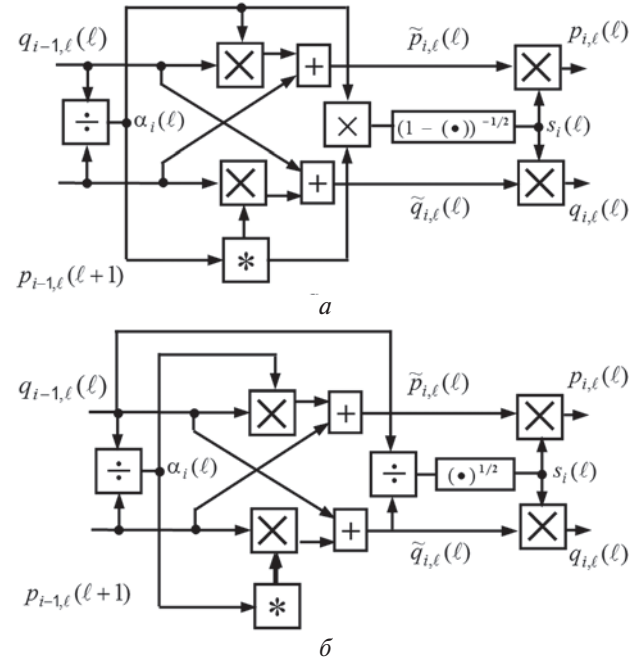 q_{i−1,ℓ}(ℓ)
p̃_{i,ℓ}(ℓ)
p_{i,ℓ}(ℓ)
× + ×
÷ α_i(ℓ) × (1 − (•))^{−1/2} s_i(ℓ)
× + ×
q̃_{i,ℓ}(ℓ)
q_{i,ℓ}(ℓ)
*
p_{i−1,ℓ}(ℓ+1)
а
q_{i−1,ℓ}(ℓ)
p̃_{i,ℓ}(ℓ)
p_{i,ℓ}(ℓ)
× + ×
÷ α_i(ℓ) ÷ (•)^{1/2} s_i(ℓ)
× + ×
q̃_{i,ℓ}(ℓ)
q_{i,ℓ}(ℓ)
p_{i−1,ℓ}(ℓ+1)
*
б